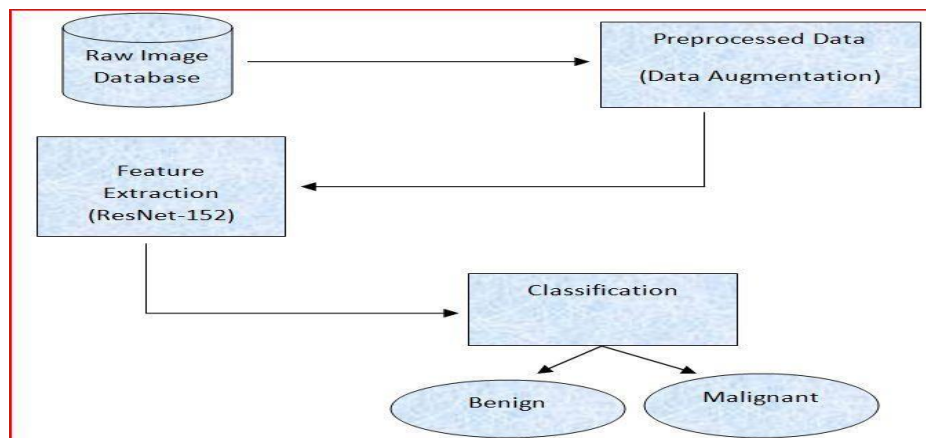 Raw Image
Database
Preprocessed Data
(Data Augmentation)
Feature
Extraction
(ResNet-152)
Classification
Benign
Malignant